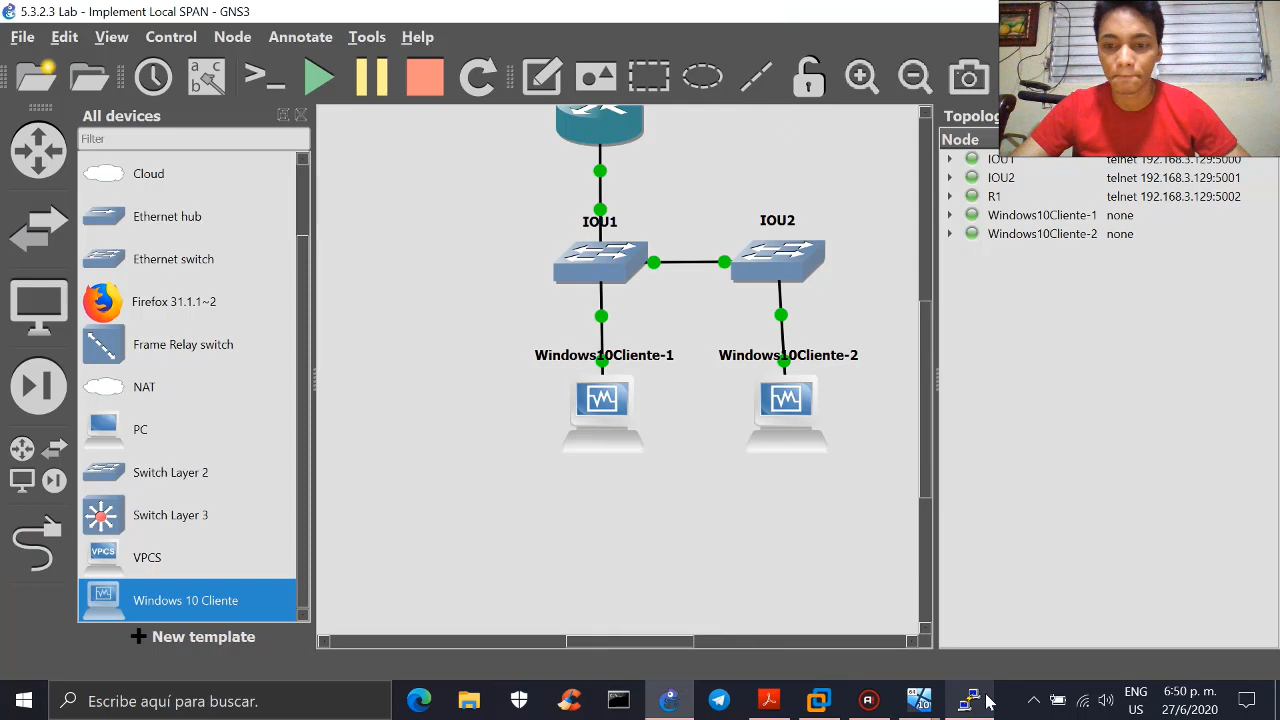 5.3.2.3 Lab - Implement Local SPAN - GNS3
File Edit View Control Node Annotate Tools Help
All devices
Filter
Cloud
Ethernet hub
Ethernet switch
Firefox 31.1.1~2
Frame Relay switch
NAT
PC
Switch Layer 2
Switch Layer 3
VPCS
VPCS
Windows 10 Cliente
New template
IOU1
IOU2
Windows10Cliente-1
Windows10Cliente-2
Node
IOU1 telnet 192.168.3.129:5000
IOU2 telnet 192.168.3.129:5001
R1 telnet 192.168.3.129:5002
Windows10Cliente-1 none
Windows10Cliente-2 none
Escribe aquí para buscar.
ENG
US
6:50 p. m.
27/6/2020